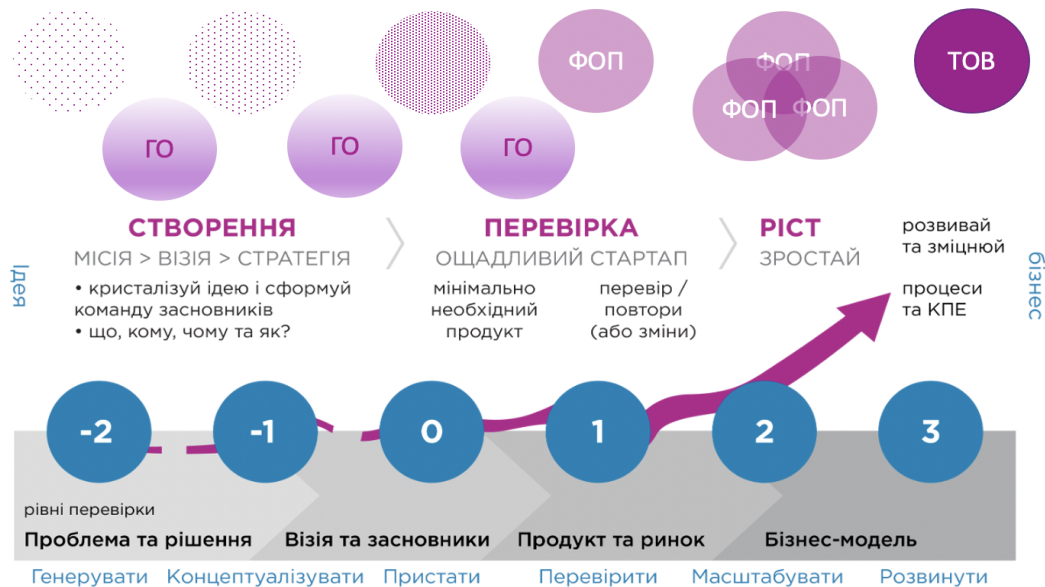 ФОП
ФОП
ФОП
ФОП
ТОВ
ГО
ГО
ГО
Ідея
СТВОРЕННЯ
МІСІЯ > ВІЗІЯ > СТРАТЕГІЯ
• кристалізуй ідею і сформуй
команду засновників
• що, кому, чому та як?
ПЕРЕВІРКА
ОЩАДЛИВИЙ СТАРТАП
мінімально
необхідний
продукт
перевір /
повтори
(або зміни)
РІСТ
ЗРОСТАЙ
розвивай
та зміцнюй
процеси
та КПЕ
бізнес
-2
-1
0
1
2
3
рівні перевірки
Проблема та рішення
Візія та засновники
Продукт та ринок
Бізнес-модель
Генерувати
Концептуалізувати
Пристати
Перевірити
Масштабувати
Розвинути